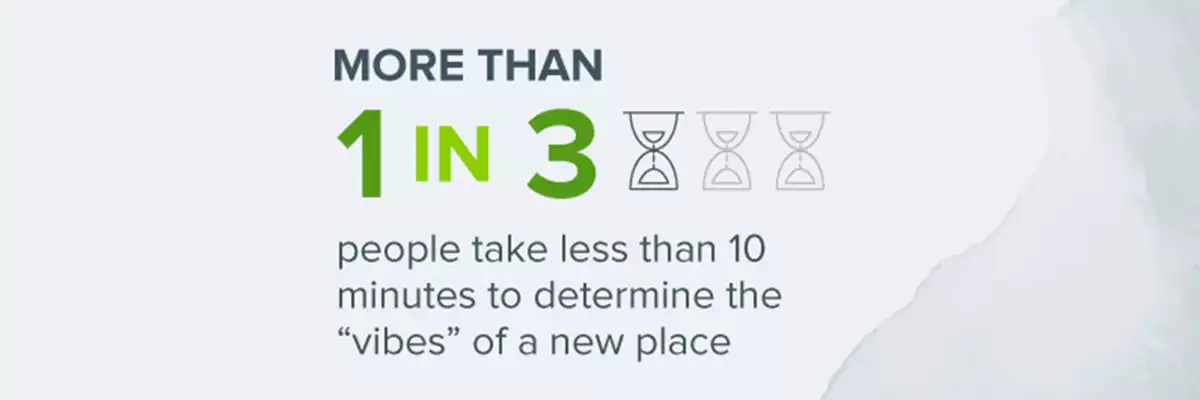 MORE THAN
1 IN 3
people take less than 10
minutes to determine the
“vibes” of a new place